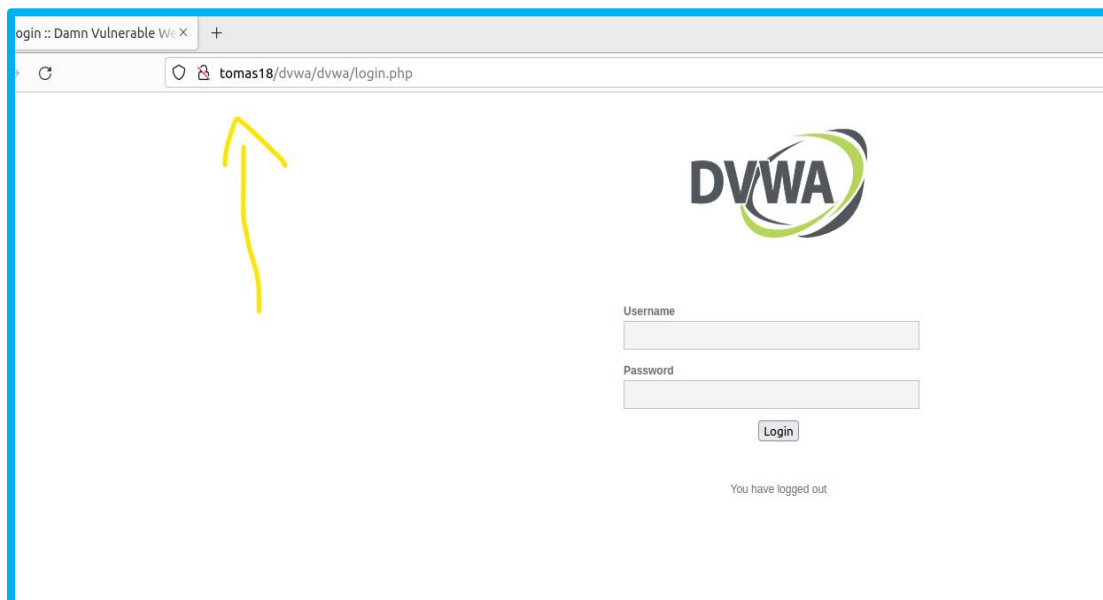 ogin :: Damn Vulnerable We × +
tomas18/dvwa/dvwa/login.php
DVWA
Username
Password
Login
You have logged out